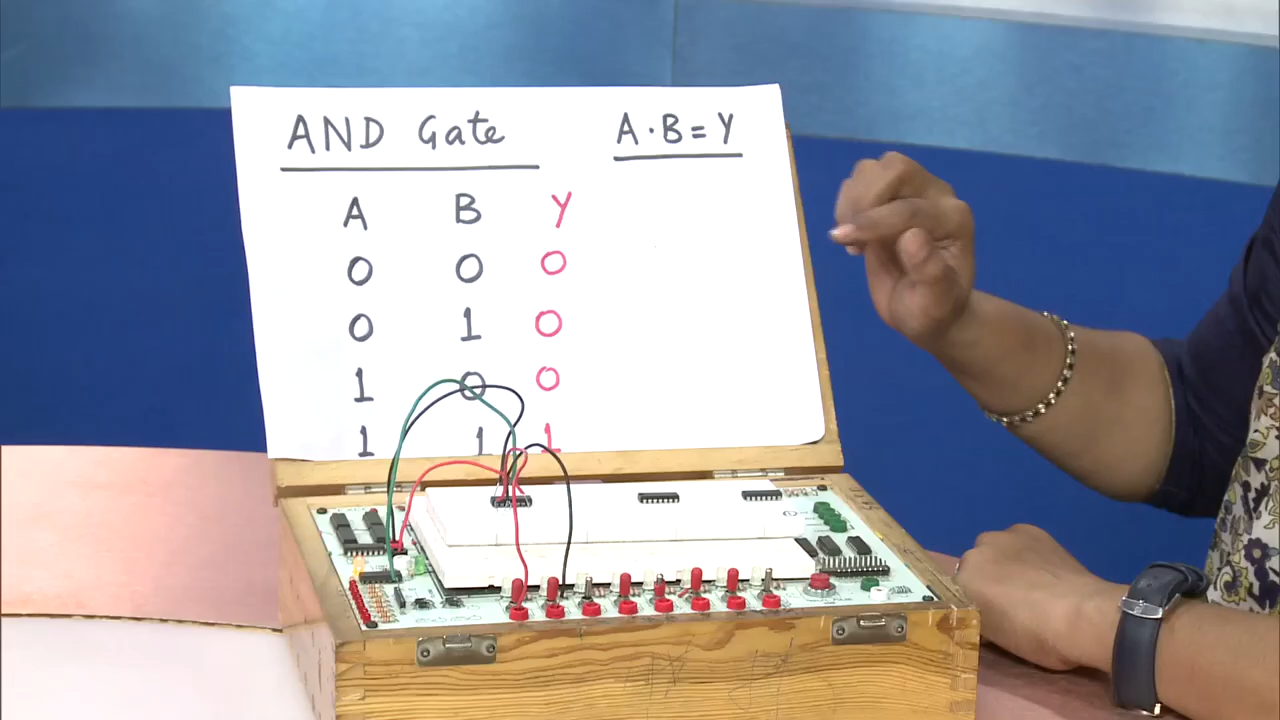 AND Gate A·B=Y
A B Y
0 0 0
0 1 0
1 0 0
1 1 1